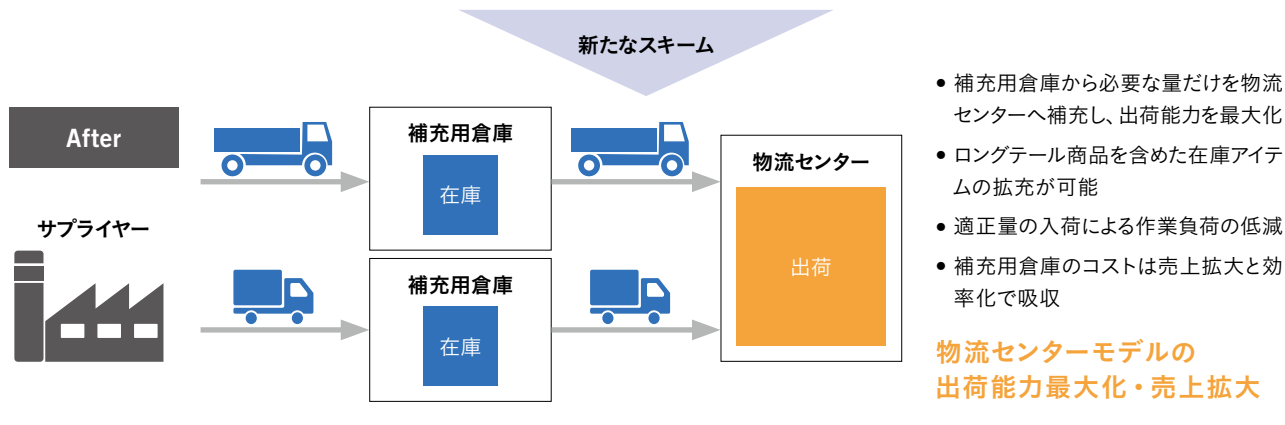 新たなスキーム
After
サプライヤー
補充用倉庫
在庫
補充用倉庫
在庫
物流センター
出荷
● 補充用倉庫から必要な量だけを物流
センターへ補充し、出荷能力を最大化
● ロングテール商品を含めた在庫アイテ
ムの拡充が可能
● 適正量の入荷による作業負荷の低減
● 補充用倉庫のコストは売上拡大と効
率化で吸収
物流センターモデルの
出荷能力最大化・売上拡大